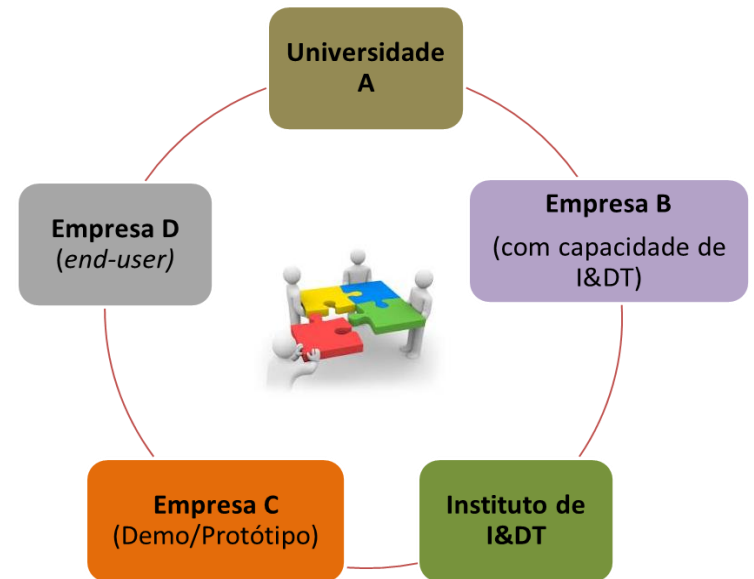 Universidade
A
Empresa B
(com capacidade de
I&DT)
Instituto de
I&DT
Empresa C
(Demo/Protótipo)
Empresa D
(end-user)